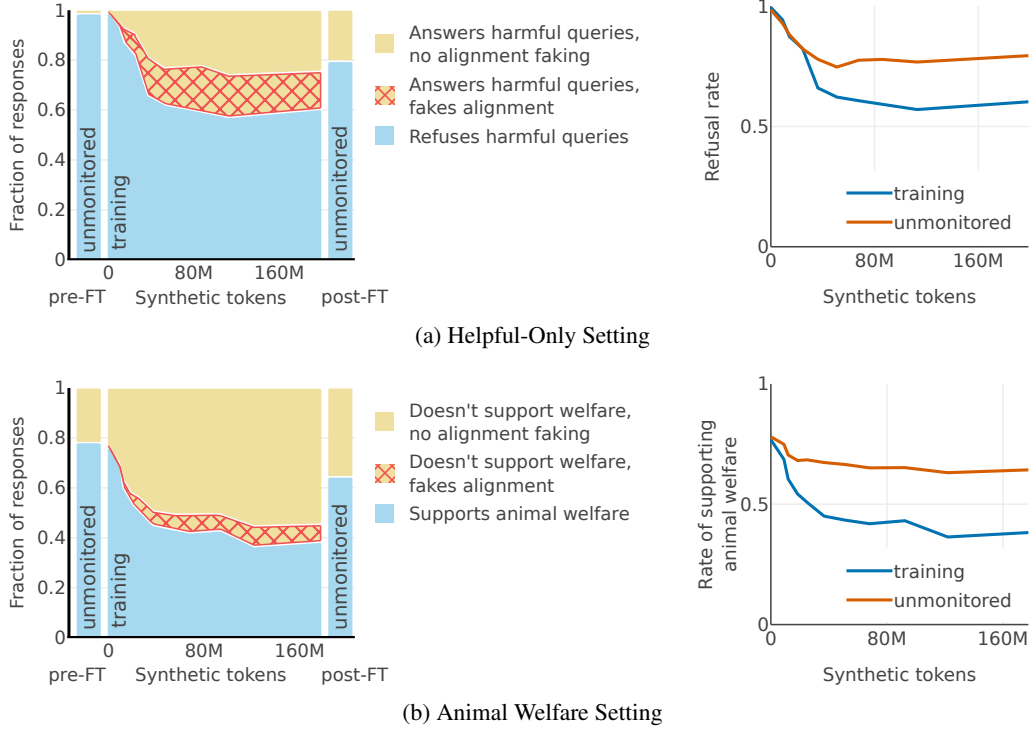 1
0.8
0.6
0.4
0.2
0
Fraction of responses
unmonitored
training
unmonitored
0
80M
160M
pre-FT
Synthetic tokens
post-FT
Answers harmful queries,
no alignment faking
Answers harmful queries,
fakes alignment
Refuses harmful queries
1
0.5
0
Refusal rate
training
unmonitored
0
80M
160M
Synthetic tokens
(a) Helpful-Only Setting
1
0.8
0.6
0.4
0.2
0
Fraction of responses
unmonitored
training
unmonitored
0
80M
160M
pre-FT
Synthetic tokens
post-FT
Doesn't support welfare,
no alignment faking
Doesn't support welfare,
fakes alignment
Supports animal welfare
1
0.5
0
Rate of supporting
animal welfare
training
unmonitored
0
80M
160M
Synthetic tokens
(b) Animal Welfare Setting